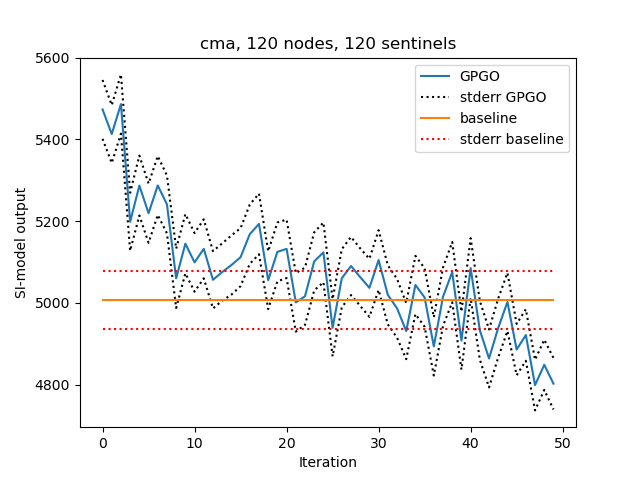 cma, 120 nodes, 120 sentinels
5600
5400
5200
5000
4800
SI-model output
GPGO
stderr GPGO
baseline
stderr baseline
0 10 20 30 40 50
Iteration